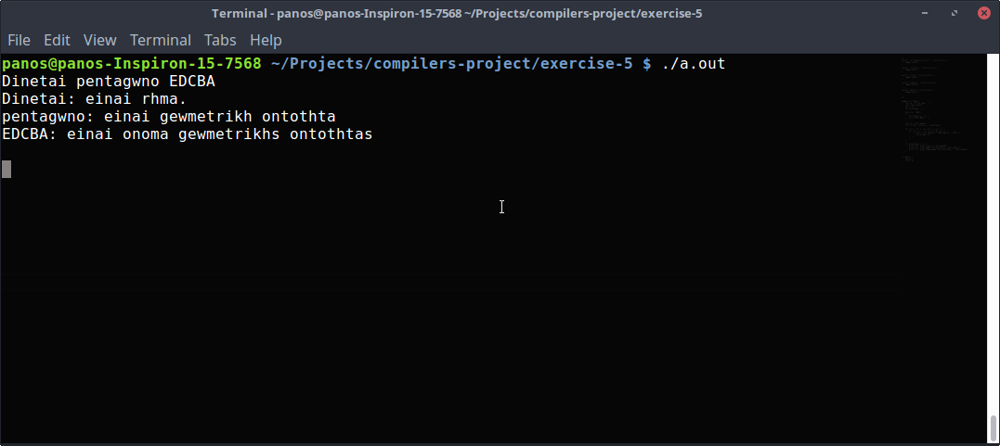 Terminal - panos@panos-Inspiron-15-7568 ~/Projects/compilers-project/exercise-5
File Edit View Terminal Tabs Help
panos@panos-Inspiron-15-7568 ~/Projects/compilers-project/exercise-5 $ ./a.out
Dinetai pentagwno EDCBA
Dinetai: einai rhma.
pentagwno: einai gewmetrikh ontothta
EDCBA: einai onoma gewmetrikhs ontothtas